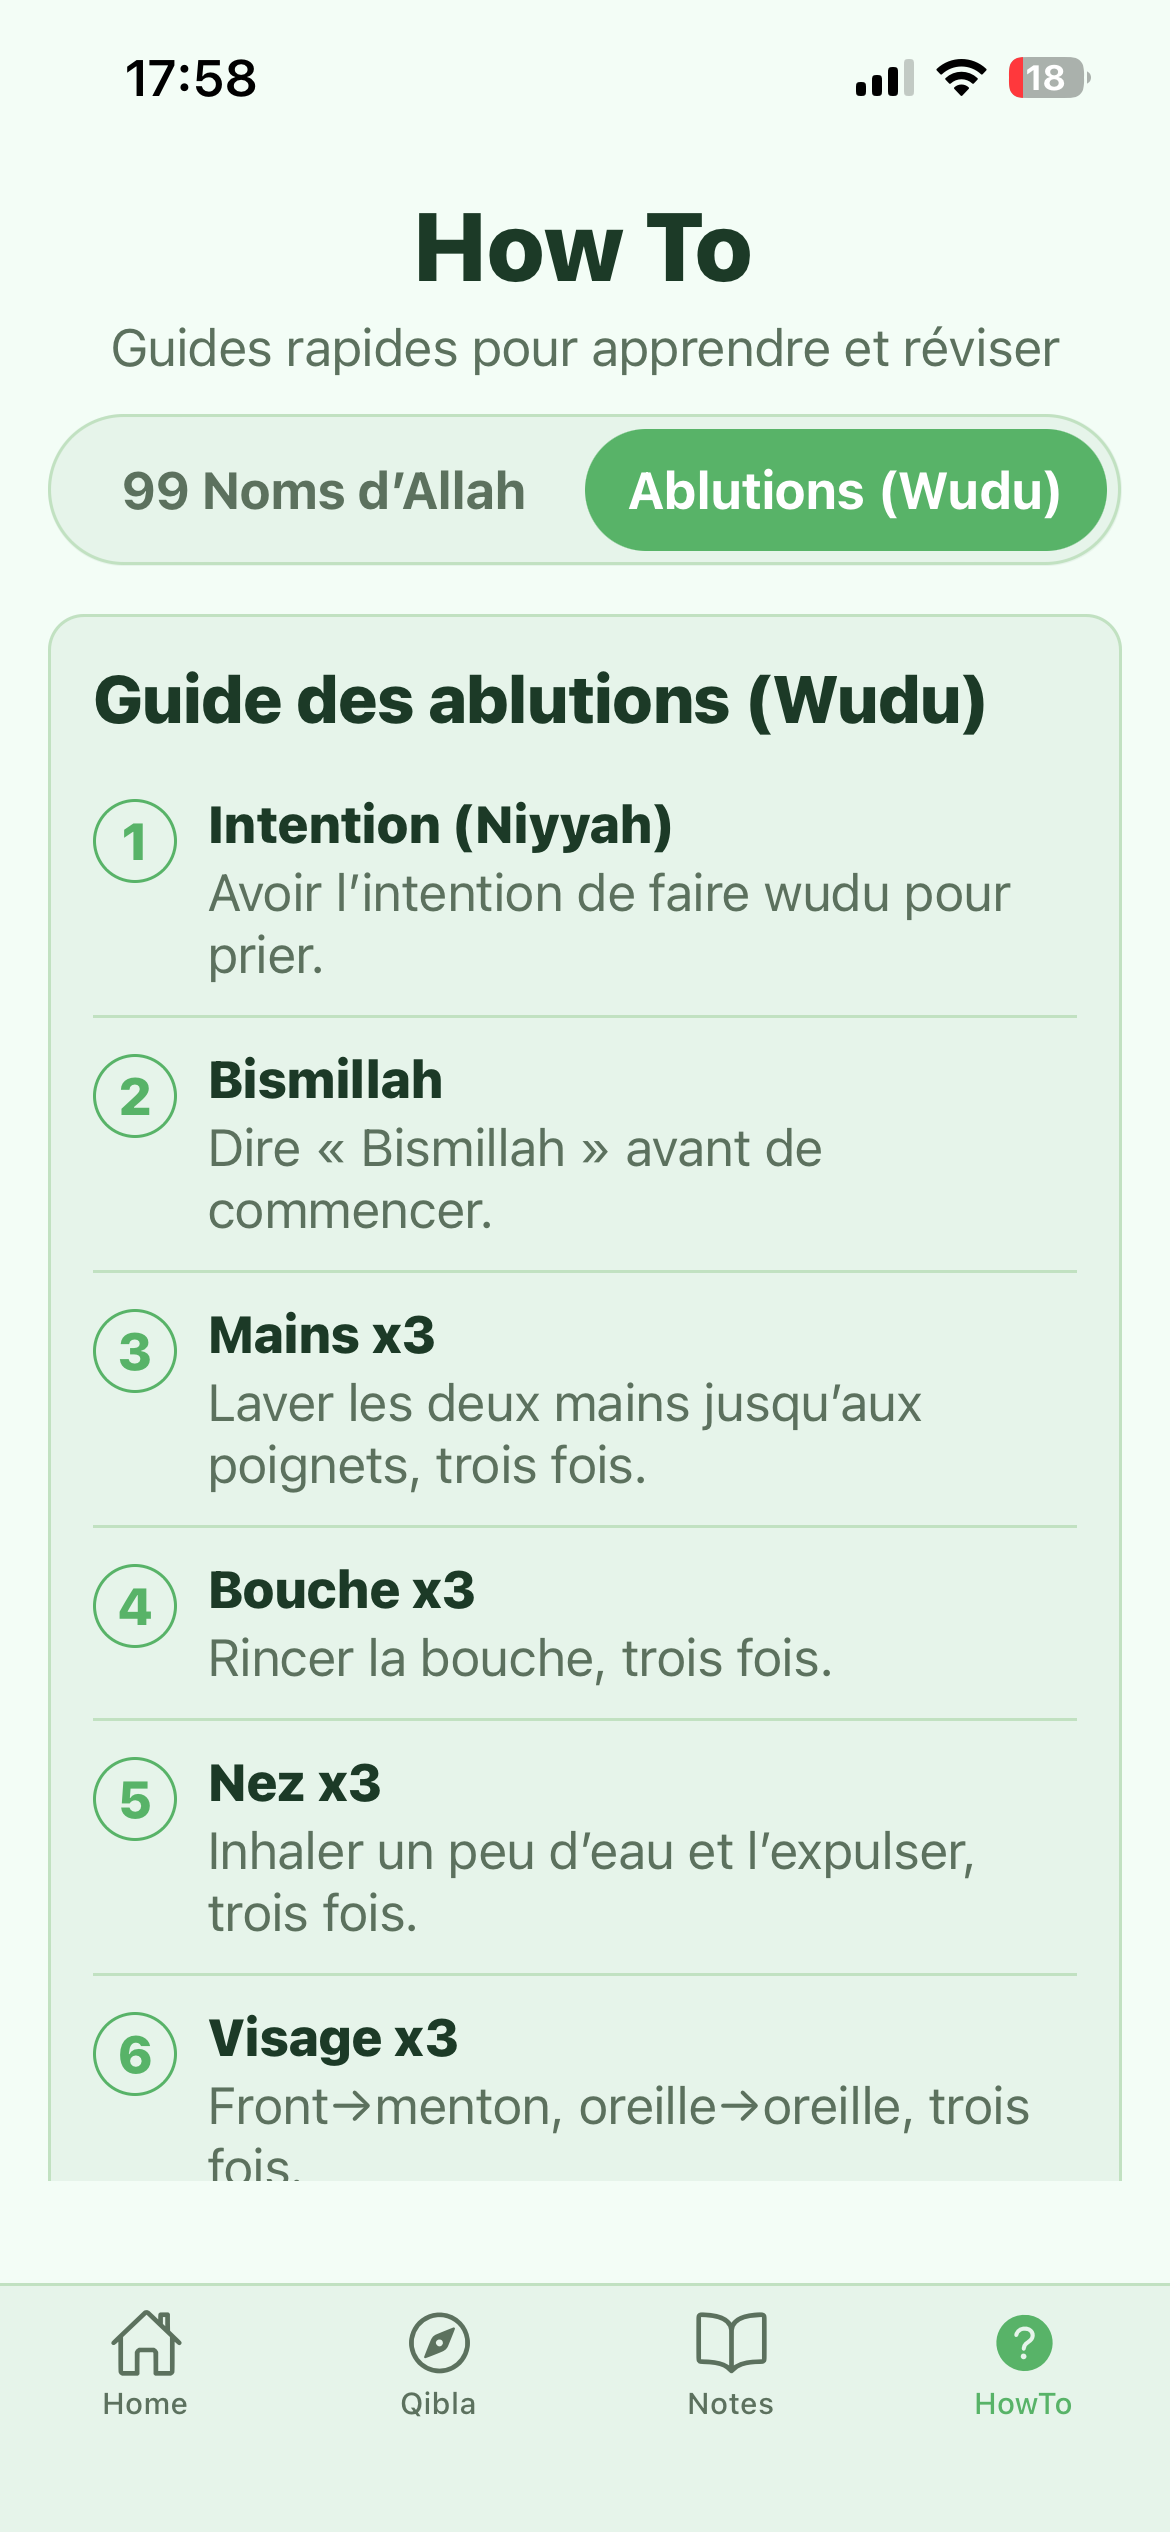 17:58
18
How To
Guides rapides pour apprendre et réviser
99 Noms d’Allah
Ablutions (Wudu)
Guide des ablutions (Wudu)
1
Intention (Niyyah)
Avoir l’intention de faire wudu pour
prier.
2
Bismillah
Dire « Bismillah » avant de
commencer.
3
Mains x3
Laver les deux mains jusqu’aux
poignets, trois fois.
4
Bouche x3
Rincer la bouche, trois fois.
5
Nez x3
Inhaler un peu d’eau et l’expulser,
trois fois.
6
Visage x3
Front→menton, oreille→oreille, trois
fois.
Home
Qibla
Notes
?
HowTo